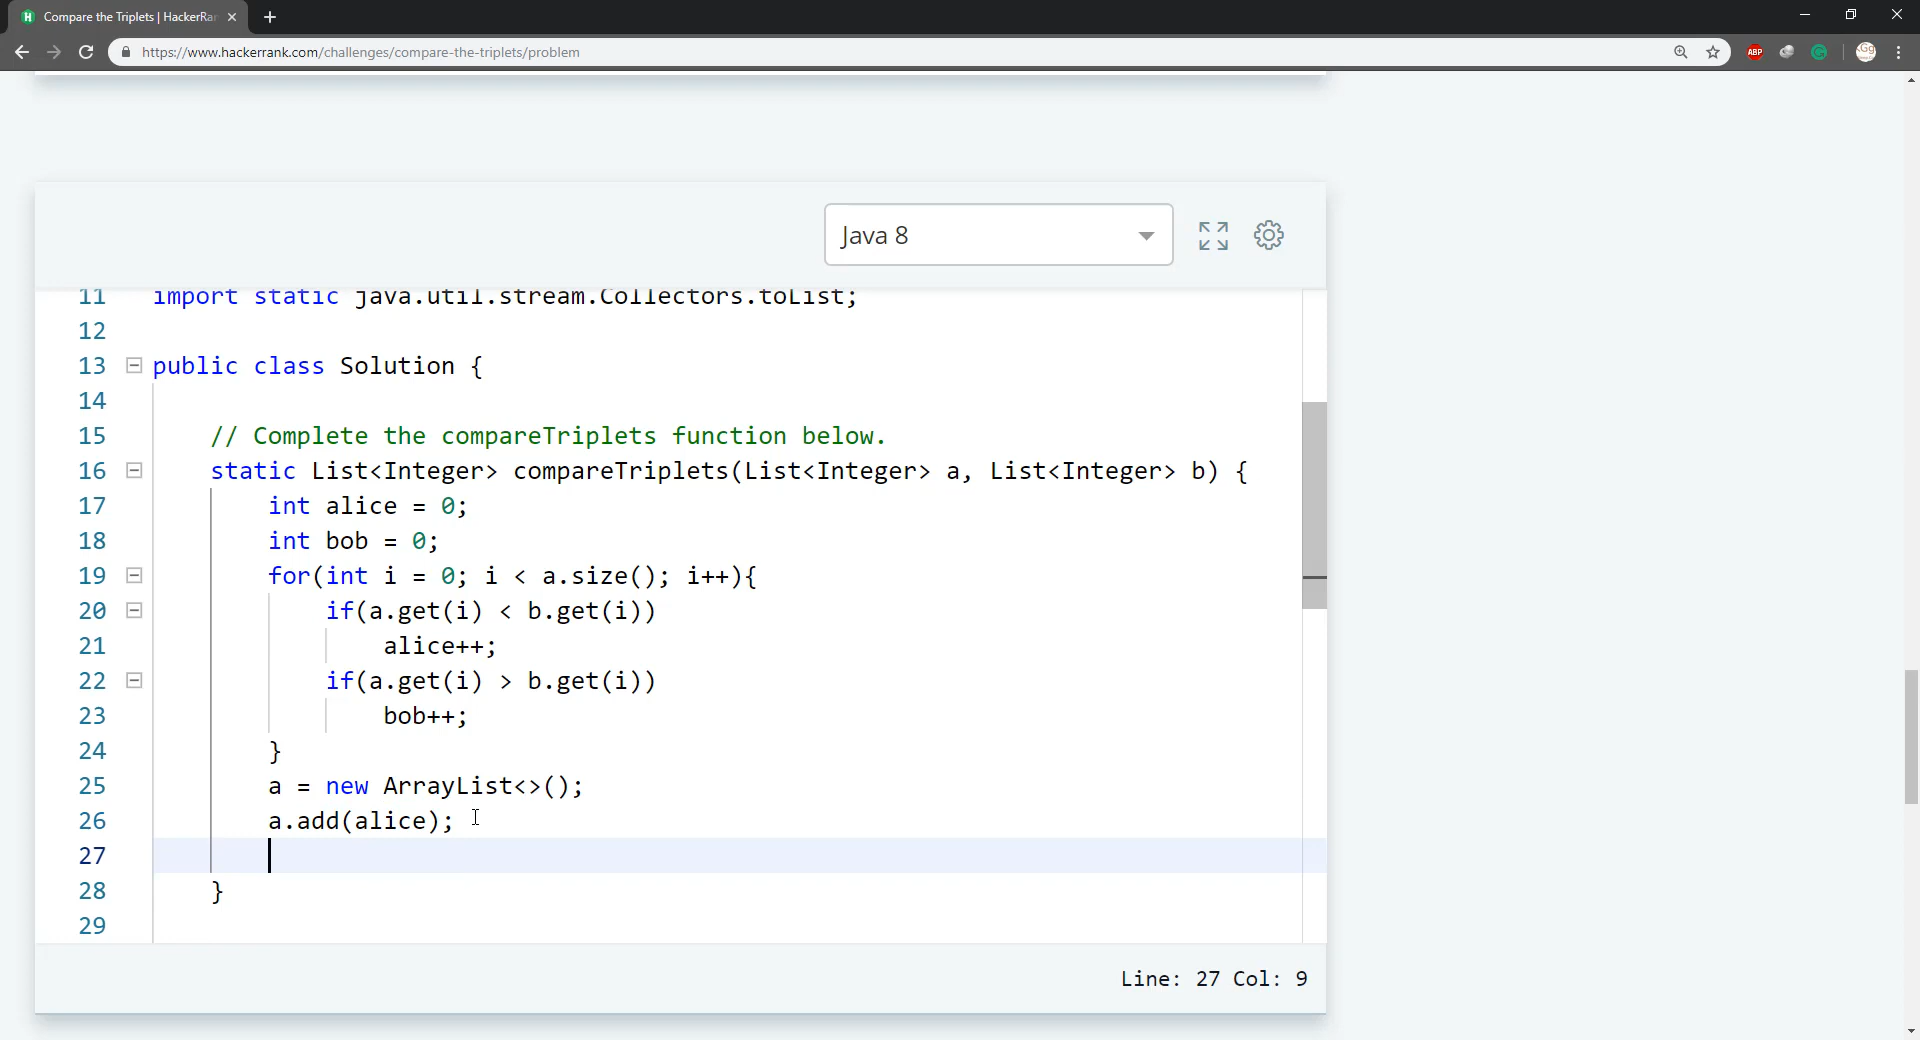 Compare the Triplets | HackerRan
https://www.hackerrank.com/challenges/compare-the-triplets/problem
ABP
Java 8
11 import static java.util.stream.Collectors.toList;
12
13 public class Solution {
14
15 // Complete the compareTriplets function below.
16 static List<Integer> compareTriplets(List<Integer> a, List<Integer> b) {
17 int alice = 0;
18 int bob = 0;
19 for(int i = 0; i < a.size(); i++){
20 if(a.get(i) < b.get(i))
21 alice++;
22 if(a.get(i) > b.get(i))
23 bob++;
24 }
25 a = new ArrayList<>();
26 a.add(alice);
27
28 }
29
Line: 27 Col: 9